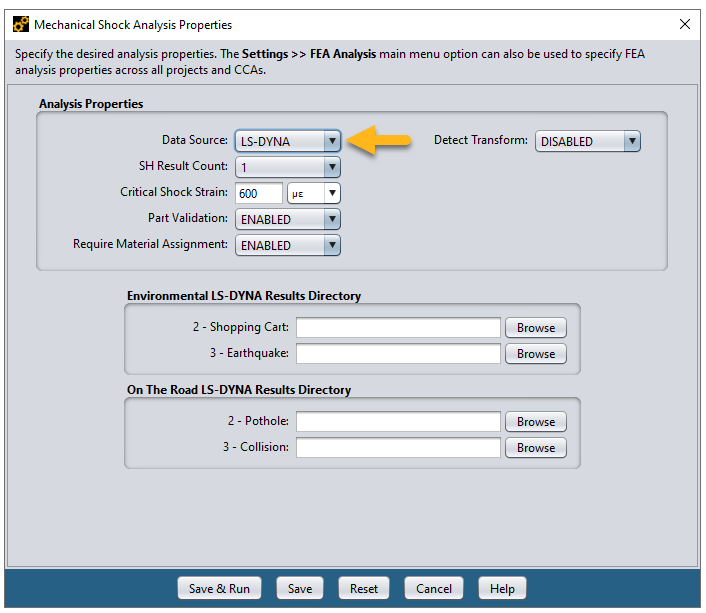 Mechanical Shock Analysis Properties
Specify the desired analysis properties. The Settings >> FEA Analysis main menu option can also be used to specify FEA
analysis properties across all projects and CCAs.
Analysis Properties
Data Source: LS-DYNA Detect Transform: DISABLED
SH Result Count: 1
Critical Shock Strain: 600 με
Part Validation: ENABLED
Require Material Assignment: ENABLED
Environmental LS-DYNA Results Directory
2 - Shopping Cart: Browse
3 - Earthquake: Browse
On The Road LS-DYNA Results Directory
2 - Pothole: Browse
3 - Collision: Browse
Save & Run Save Reset Cancel Help